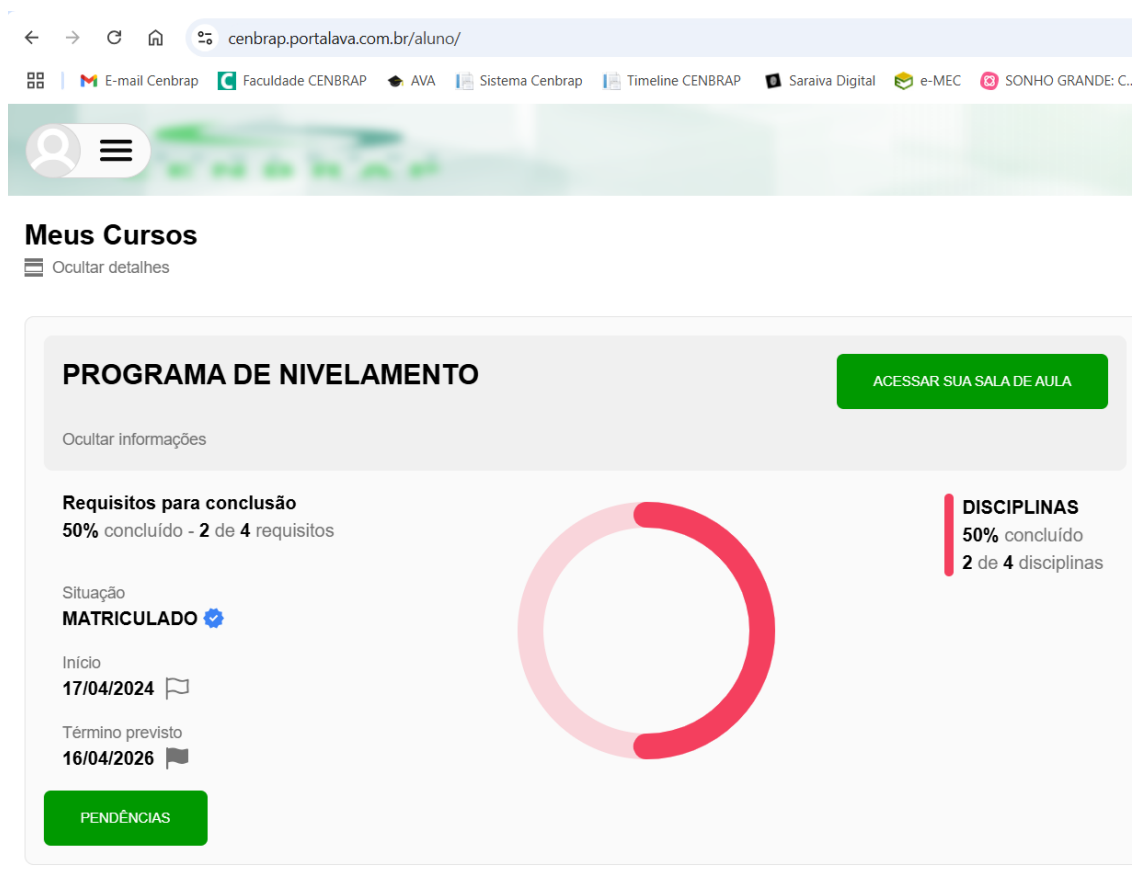 cenbrap.portalava.com.br/aluno/
E-mail Cenbrap Faculdade CENBRAP AVA Sistema Cenbrap Timeline CENBRAP Saraiva Digital e-MEC SONHO GRANDE: C...
Meus Cursos
Ocultar detalhes
PROGRAMA DE NIVELAMENTO
ACESSAR SUA SALA DE AULA
Ocultar informações
Requisitos para conclusão
50% concluído - 2 de 4 requisitos
DISCIPLINAS
50% concluído
2 de 4 disciplinas
Situação
MATRICULADO
Início
17/04/2024
Término previsto
16/04/2026
PENDÊNCIAS